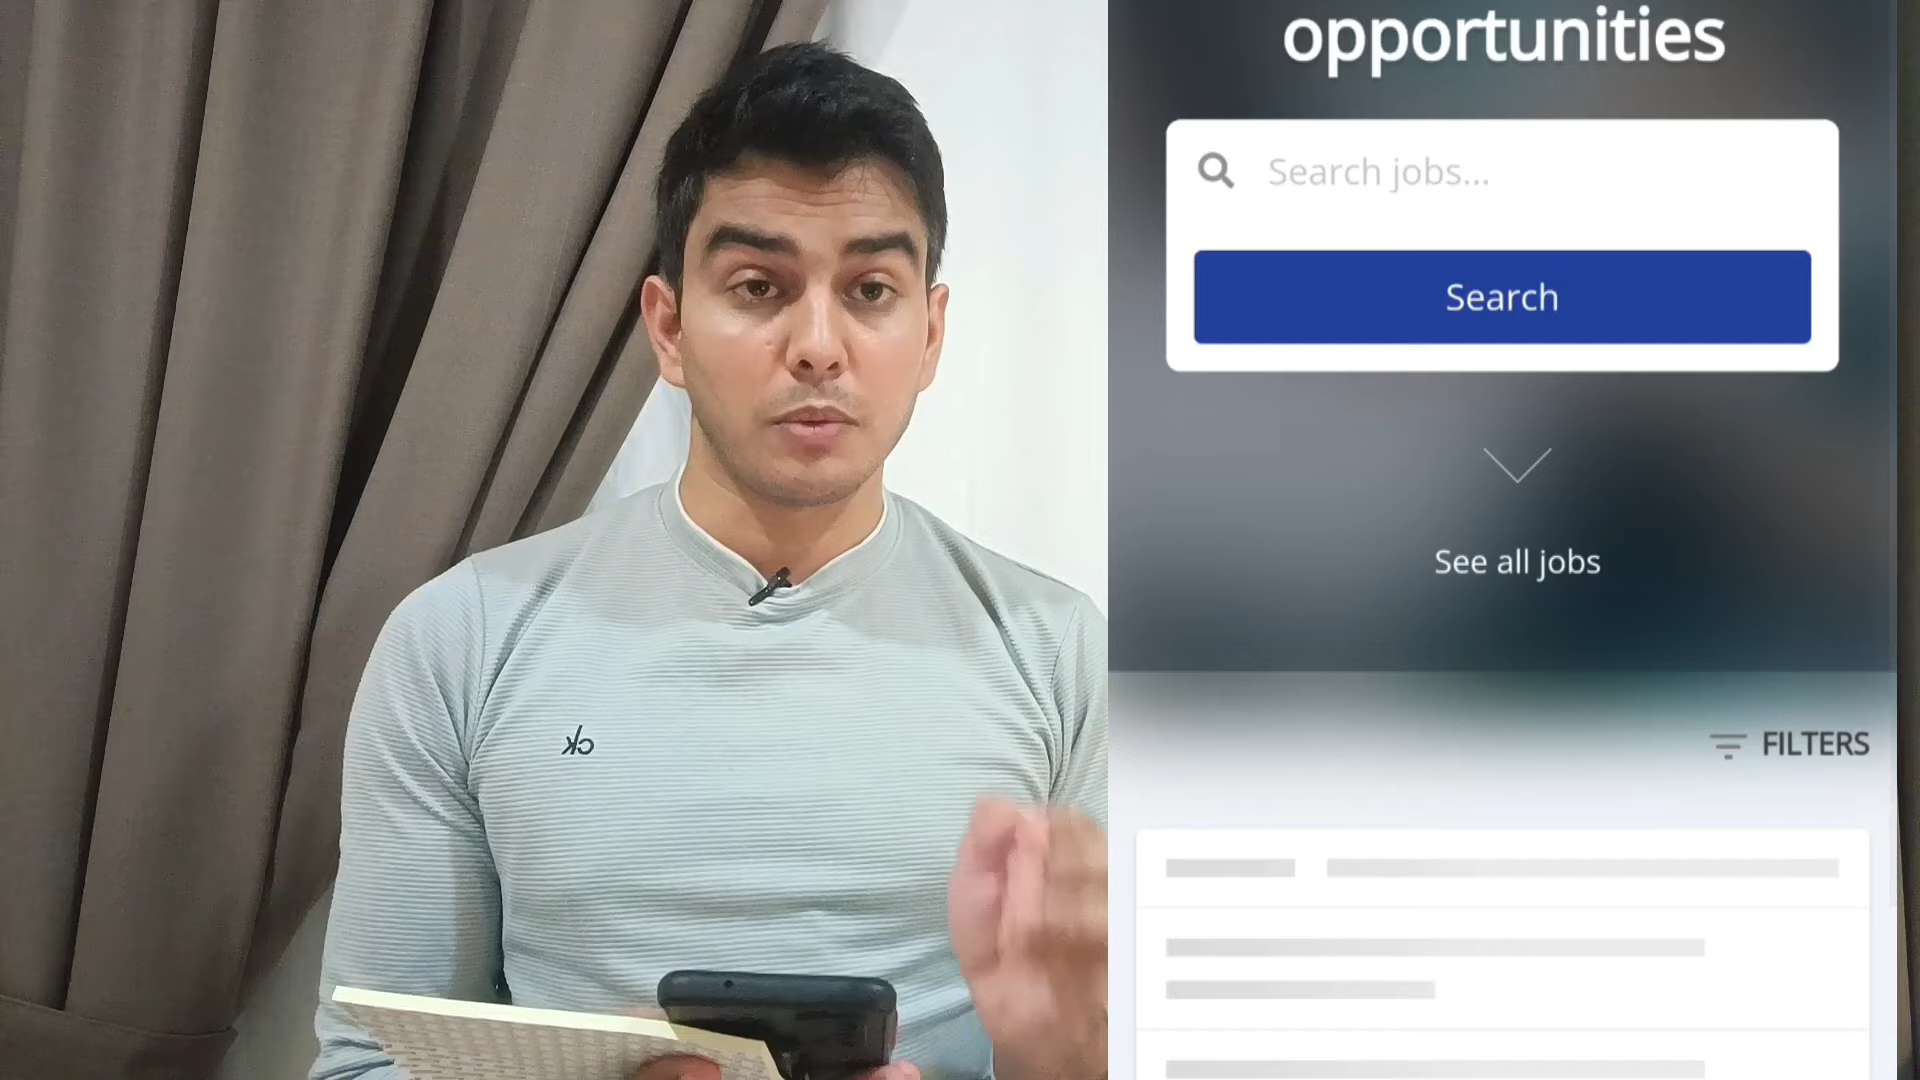 opportunities
Search jobs...
Search
See all jobs
FILTERS
ck